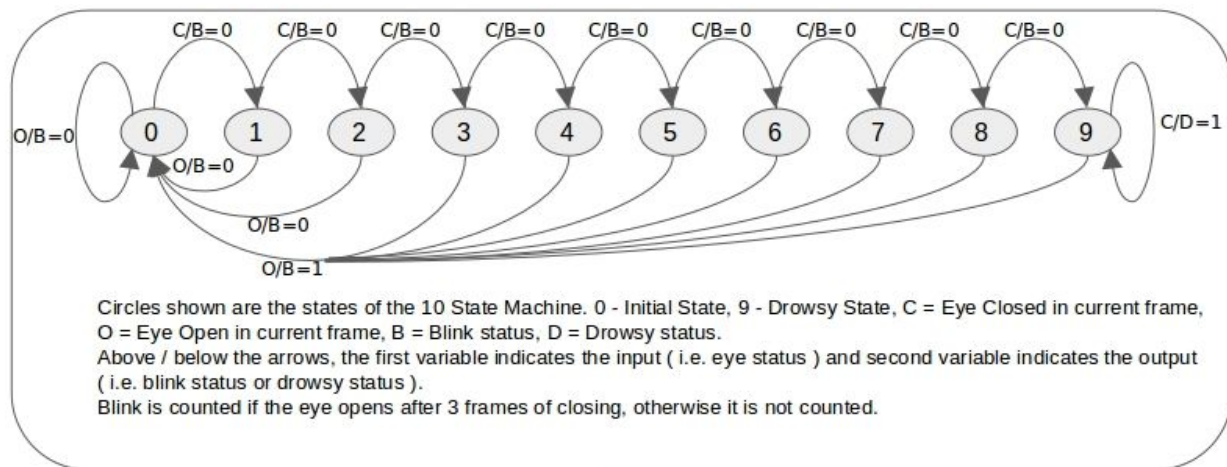 C/B=0 C/B=0 C/B=0 C/B=0 C/B=0 C/B=0 C/B=0 C/B=0 C/B=0
O/B=0 0 1 2 3 4 5 6 7 8 9 C/D=1
O/B=0
O/B=0
O/B=1
Circles shown are the states of the 10 State Machine. 0 - Initial State, 9 - Drowsy State, C = Eye Closed in current frame,
O = Eye Open in current frame, B = Blink status, D = Drowsy status.
Above / below the arrows, the first variable indicates the input ( i.e. eye status ) and second variable indicates the output
( i.e. blink status or drowsy status ).
Blink is counted if the eye opens after 3 frames of closing, otherwise it is not counted.